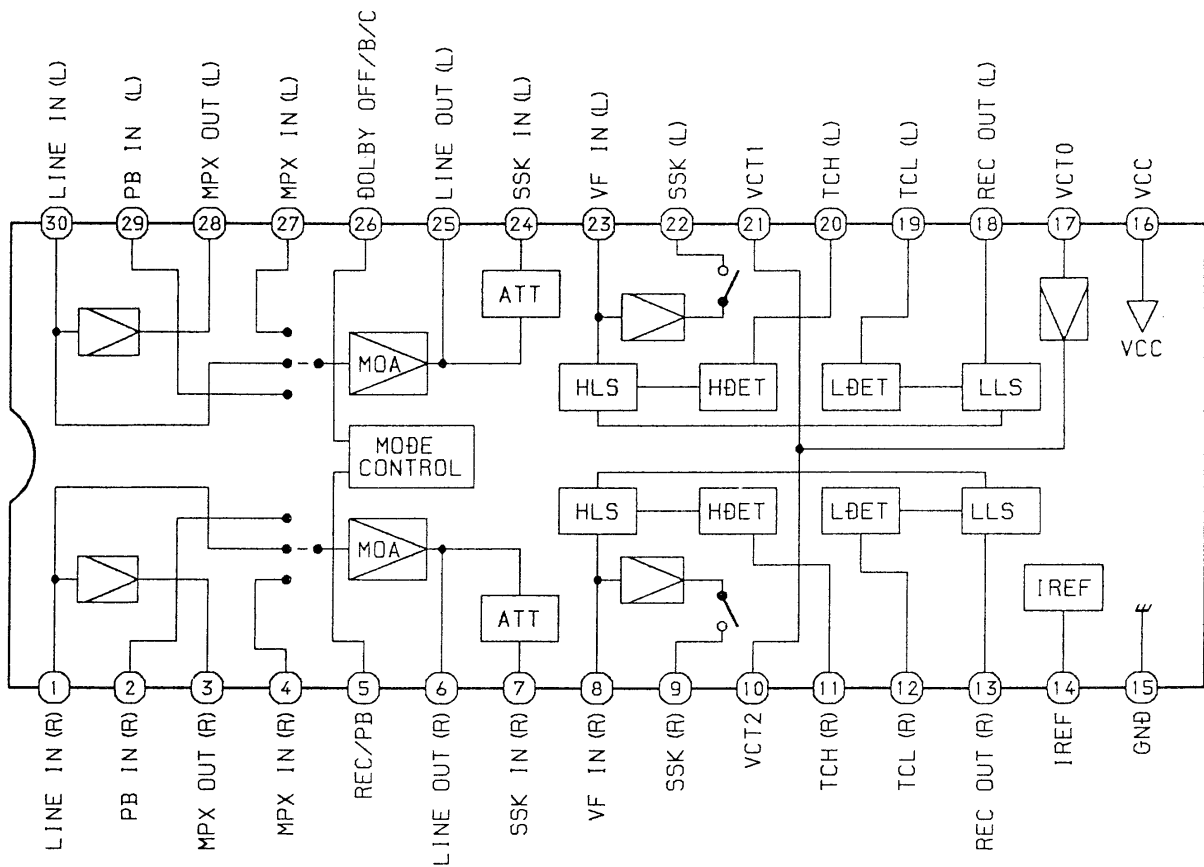 LINE IN (L)
PB IN (L)
MPX OUT (L)
MPX IN (L)
DOLBY OFF/B/C
LINE OUT (L)
SSK IN (L)
VF IN (L)
SSK (L)
VCT1
TCH (L)
TCL (L)
REC OUT (L)
VCTO
VCC
30 29 28 27 26 25 24 23 22 21 20 19 18 17 16
ATT
VCC
MOA
HLS HDET LDET LLS
MODE
CONTROL
HLS HDET LDET LLS
MOA
IREF
ATT
1 2 3 4 5 6 7 8 9 10 11 12 13 14 15
LINE IN (R)
PB IN (R)
MPX OUT (R)
MPX IN (R)
REC/PB
LINE OUT (R)
SSK IN (R)
VF IN (R)
SSK (R)
VCT2
TCH (R)
TCL (R)
REC OUT (R)
IREF
GND